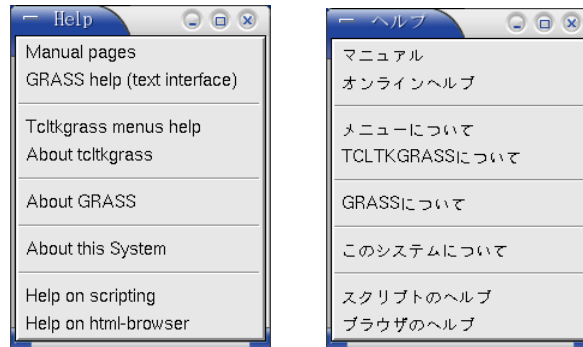 Help
Manual pages
GRASS help (text interface)
Tcltkgrass menus help
About tcltkgrass
About GRASS
About this System
Help on scripting
Help on html-browser
ヘルプ
マニュアル
オンラインヘルプ
メニューについて
TCLTKGRASSについて
GRASSについて
このシステムについて
スクリプトのヘルプ
ブラウザのヘルプ